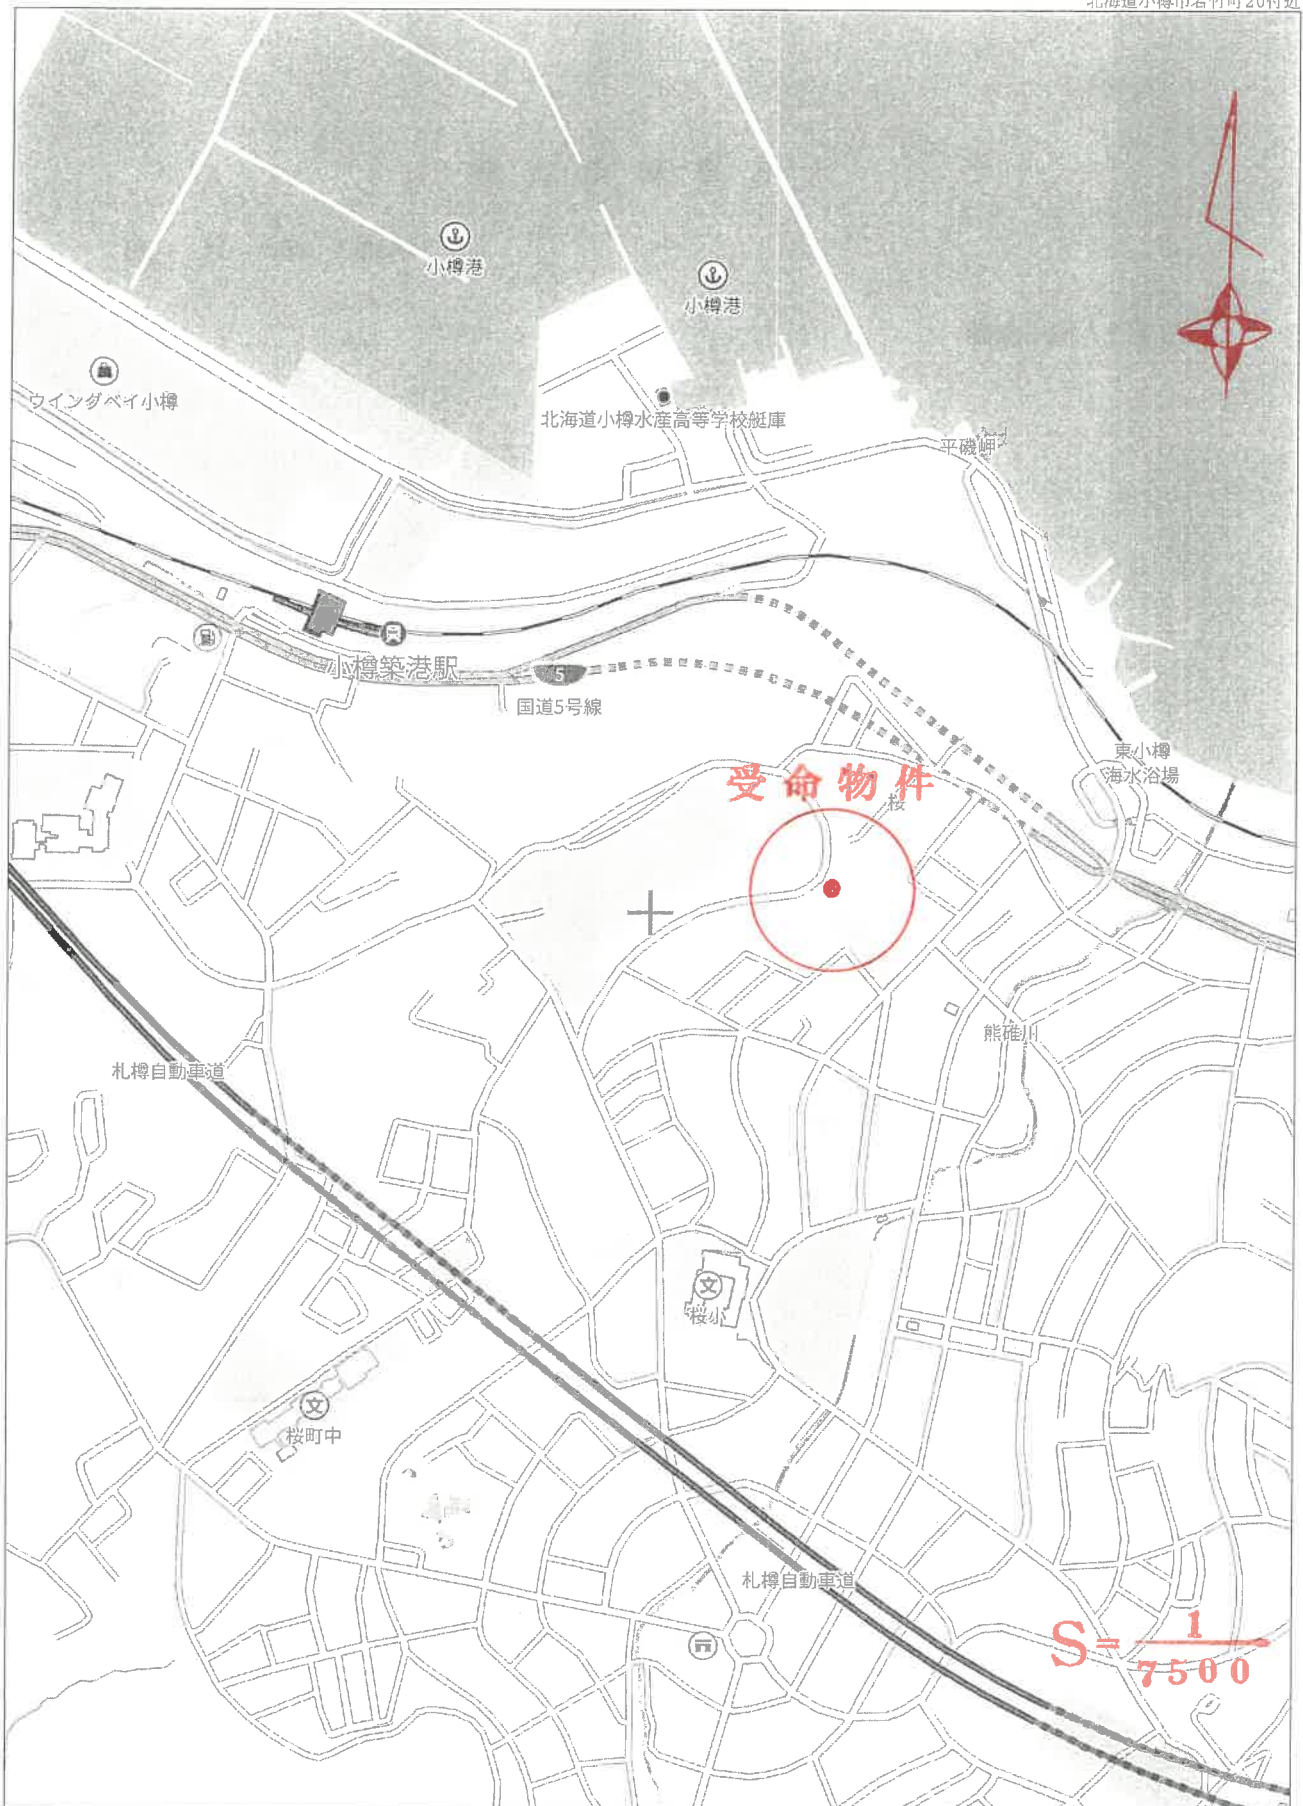 北海道小樽市若竹町20付近
小樽港
小樽港
ウイングベイ小樽
北海道小樽水産高等学校艇庫
平磯岬
小樽築港駅
5
国道5号線
東小樽
海水浴場
受命物件
桜
熊碓川
札樽自動車道
文
桜小
文
桜町中
札樽自動車道
S=1/7500